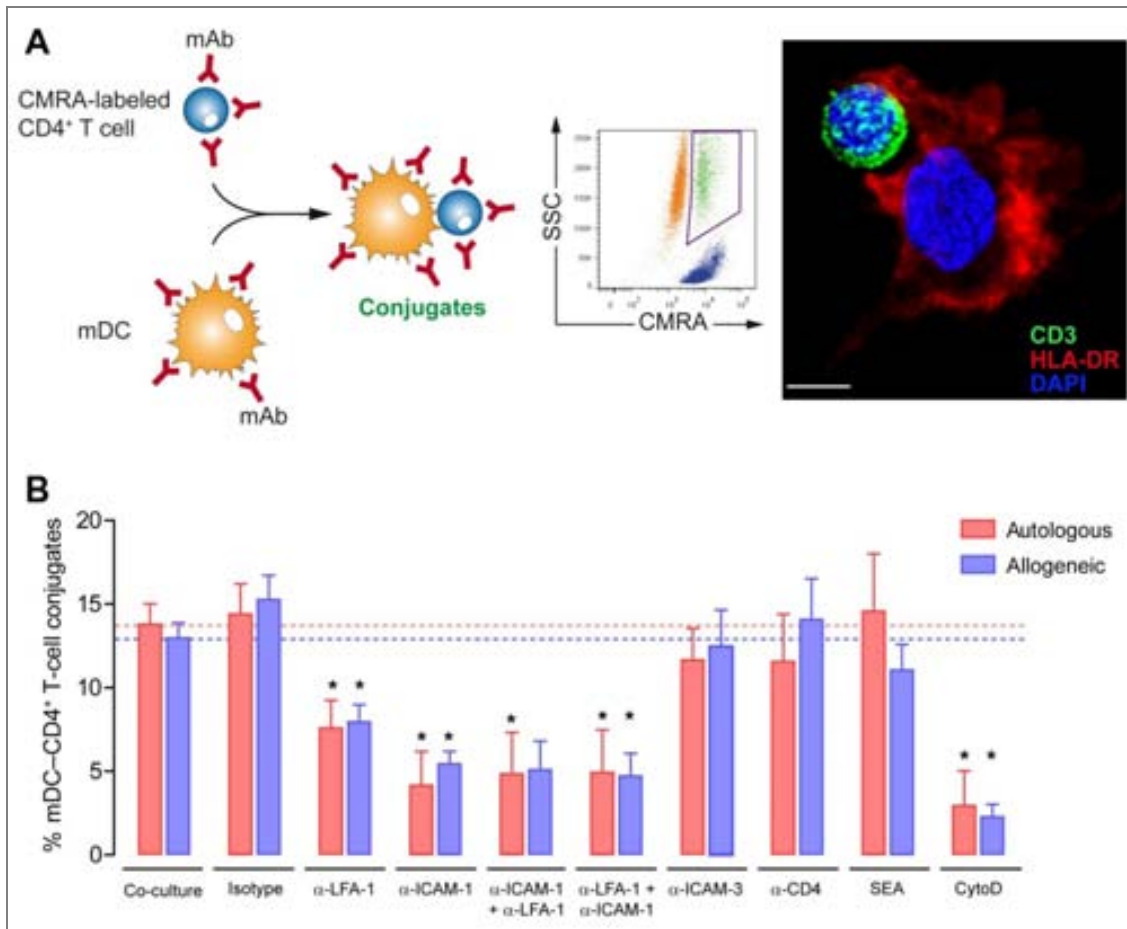 A
mAb
CMRA-labeled
CD4⁺ T cell
mDC
mAb
Conjugates
SSC
CMRA
CD3
HLA-DR
DAPI
B
% mDC–CD4⁺ T-cell conjugates
20
15
10
5
0
Autologous
Allogeneic
* * * * * * * * *
Co-culture
Isotype
α-LFA-1
α-ICAM-1
α-ICAM-1
+ α-LFA-1
α-LFA-1 +
α-ICAM-1
α-ICAM-3
α-CD4
SEA
CytoD